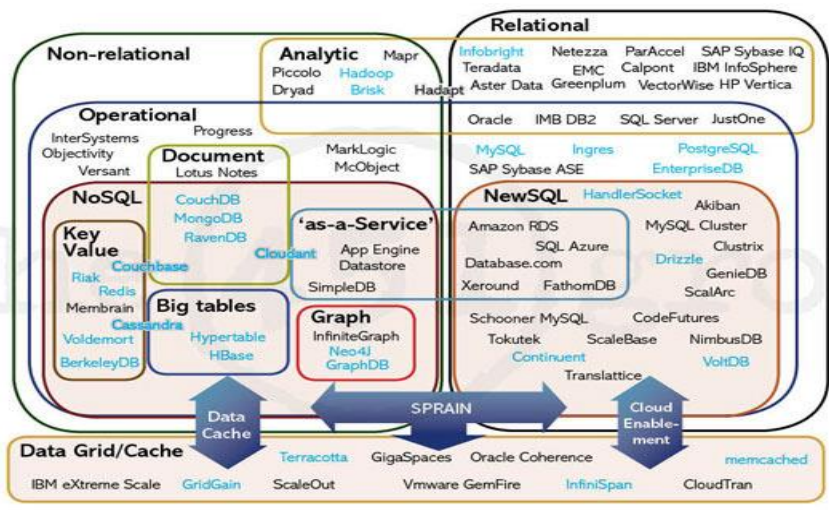 Relational
Non-relational
Analytic
Mapr
Piccolo
Hadoop
Dryad
Brisk
Hadapt
Infobright
Netezza
ParAccel
SAP Sybase IQ
Teradata
EMC
Calpont
IBM InfoSphere
Aster Data
Greenplum
VectorWise
HP Vertica
Operational
Oracle
IMB DB2
SQL Server
JustOne
InterSystems
Progress
Objectivity
Versant
Document
Lotus Notes
MarkLogic
McObject
MySQL
Ingres
PostgreSQL
SAP Sybase ASE
EnterpriseDB
NoSQL
CouchDB
MongoDB
RavenDB
Key
Value
Couchbase
Cloudant
Riak
Redis
Membrain
Cassandra
Voldemort
BerkeleyDB
Big tables
Hypertable
HBase
'as-a-Service'
App Engine
Datastore
SimpleDB
Graph
InfiniteGraph
Neo4J
GraphDB
NewSQL
HandlerSocket
Akiban
Amazon RDS
MySQL Cluster
SQL Azure
Clustrix
Database.com
Drizzle
GenieDB
Xeround
FathomDB
ScalArc
Schooner MySQL
CodeFutures
Tokutek
ScaleBase
NimbusDB
Continuent
VoltDB
Translattice
Data
Cache
SPRAIN
Cloud
Enable-
ment
Data Grid/Cache
Terracotta
GigaSpaces
Oracle Coherence
memcached
IBM eXtreme Scale
GridGain
ScaleOut
Vmware GemFire
InfiniSpan
CloudTran